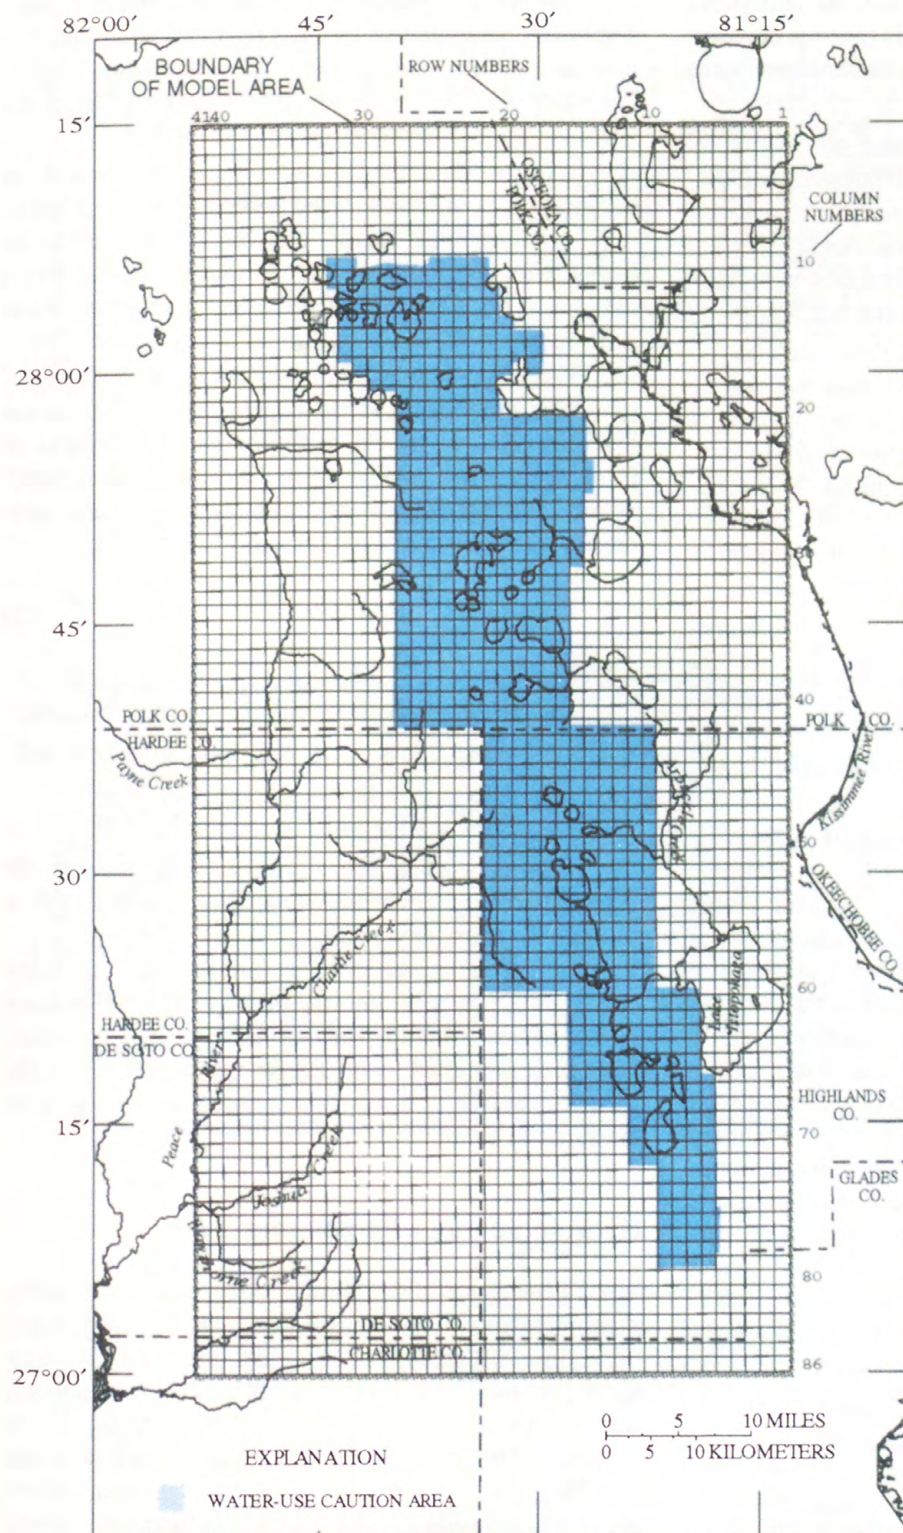 82°00′ 45′ 30′ 81°15′
BOUNDARY
OF MODEL AREA
ROW NUMBERS
15′
4140 30 20 10 1
OSCEOLA CO.
POLK CO.
COLUMN
NUMBERS
10
28°00′
20
30
45′
40
POLK CO.
HARDEE CO.
POLK CO.
Payne Creek
Kissimmee River
50
30′
OKEECHOBEE CO.
Charlie Creek
60
Lake
Istokpoga
HARDEE CO.
DE SOTO CO.
River
Peace
HIGHLANDS
CO.
15′
70
Joshua Creek
GLADES
CO.
80
DE SOTO CO.
CHARLOTTE CO.
86
27°00′
0 5 10 MILES
0 5 10 KILOMETERS
EXPLANATION
WATER-USE CAUTION AREA